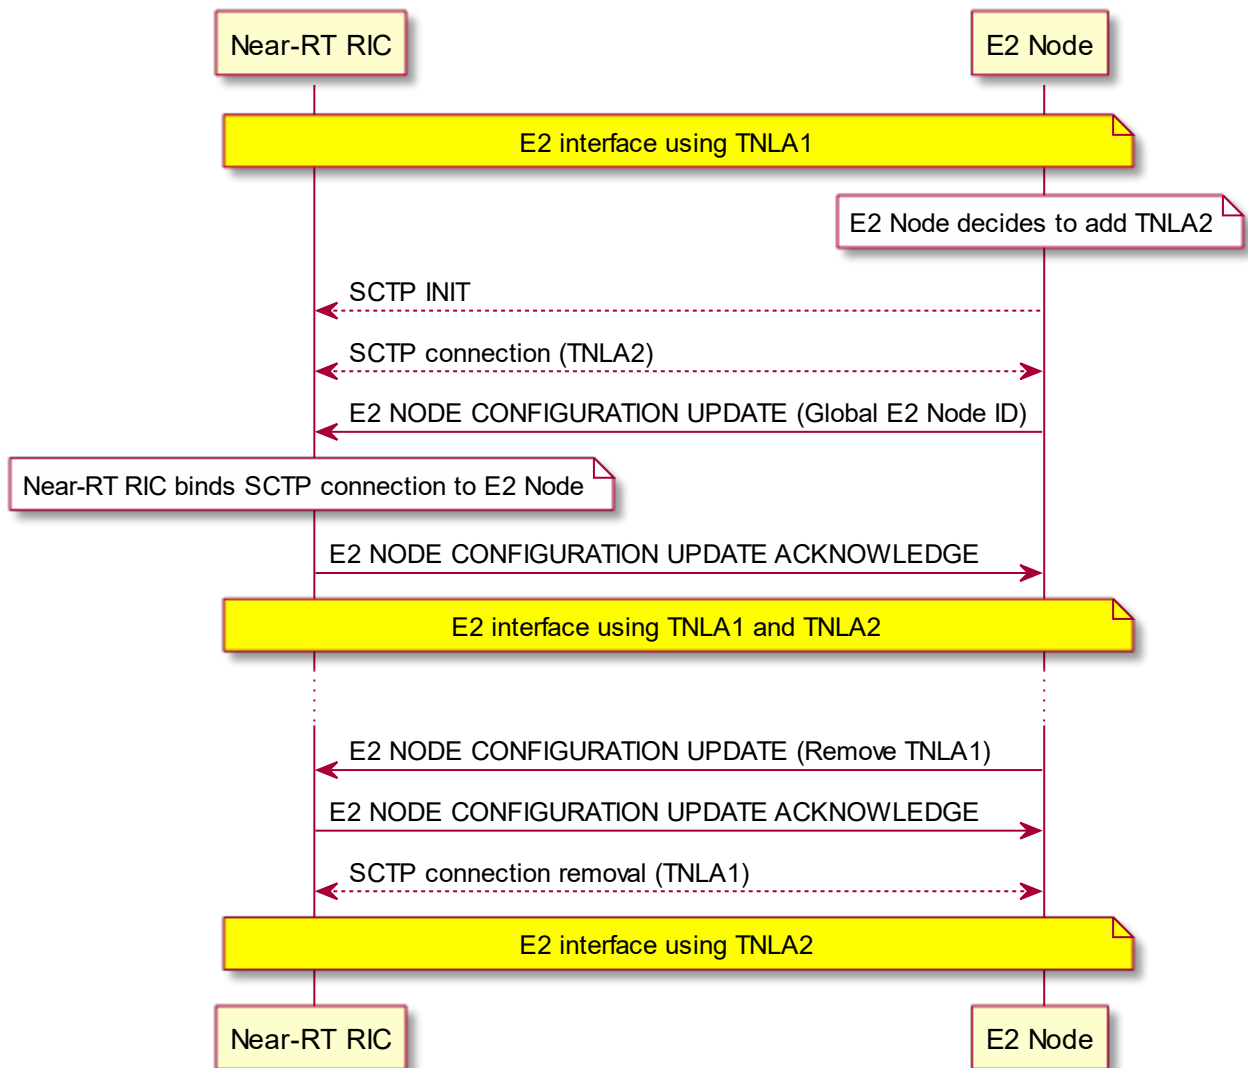 Near-RT RIC
E2 Node
E2 interface using TNLA1
E2 Node decides to add TNLA2
SCTP INIT
SCTP connection (TNLA2)
E2 NODE CONFIGURATION UPDATE (Global E2 Node ID)
Near-RT RIC binds SCTP connection to E2 Node
E2 NODE CONFIGURATION UPDATE ACKNOWLEDGE
E2 interface using TNLA1 and TNLA2
E2 NODE CONFIGURATION UPDATE (Remove TNLA1)
E2 NODE CONFIGURATION UPDATE ACKNOWLEDGE
SCTP connection removal (TNLA1)
E2 interface using TNLA2
Near-RT RIC
E2 Node